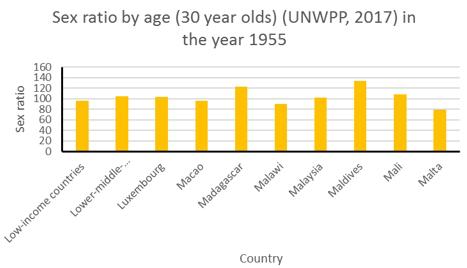 Sex ratio by age (30 year olds) (UNWPP, 2017) in
the year 1955
160
140
120
100
80
60
40
20
0
Sex ratio
Low-income countries
Lower-middle-...
Luxembourg
Macao
Madagascar
Malawi
Malaysia
Maldives
Mali
Malta
Country